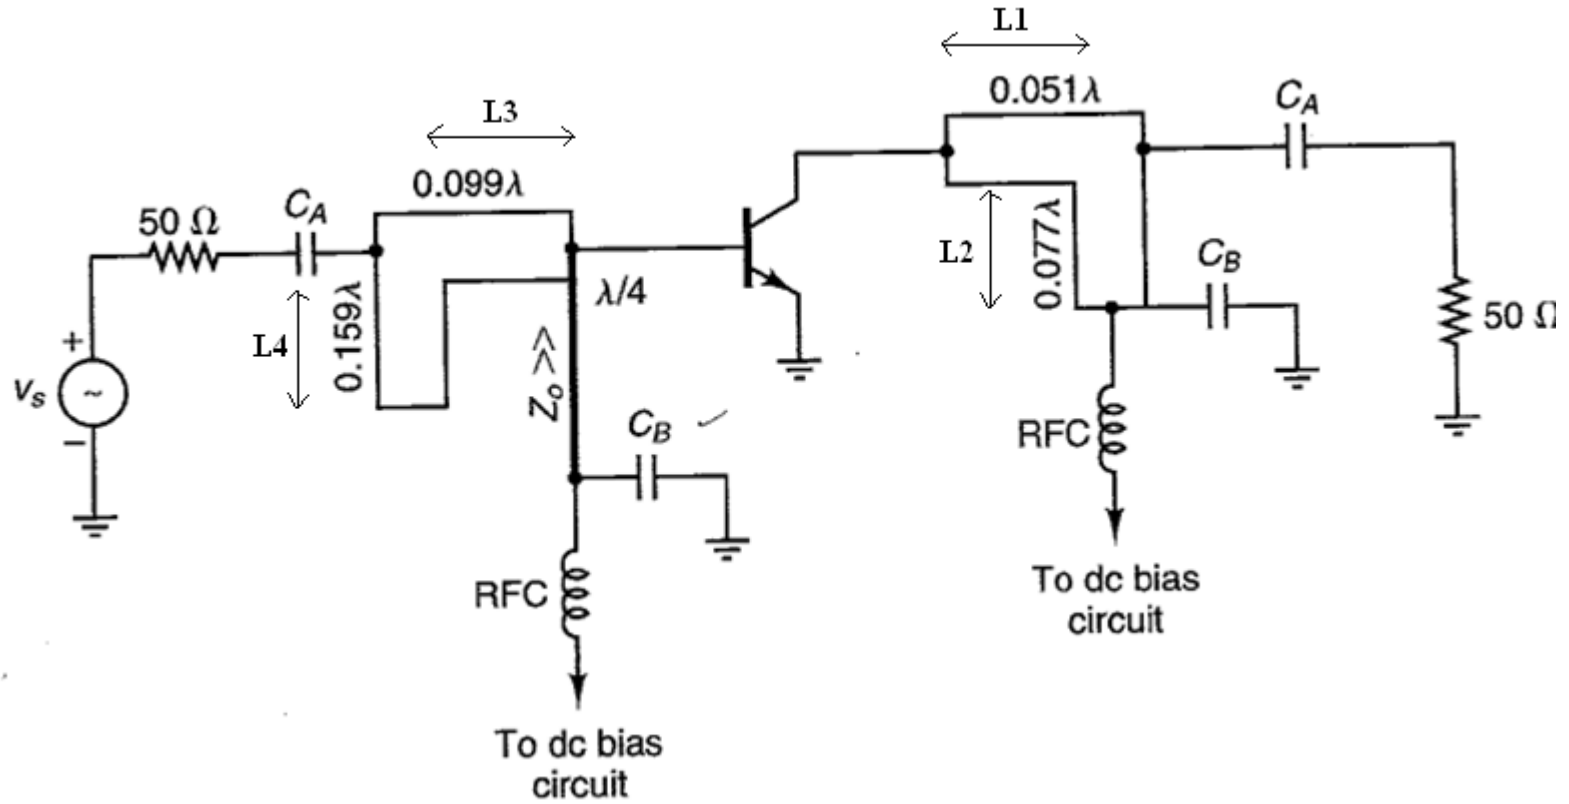 L1
0.051λ
C_A
L3
0.099λ
C_A
50 Ω
L2
0.077λ
C_B
λ/4
50 Ω
L4
0.159λ
Z_o >>
+
v_s
~
−
C_B
RFC
To dc bias
circuit
RFC
To dc bias
circuit